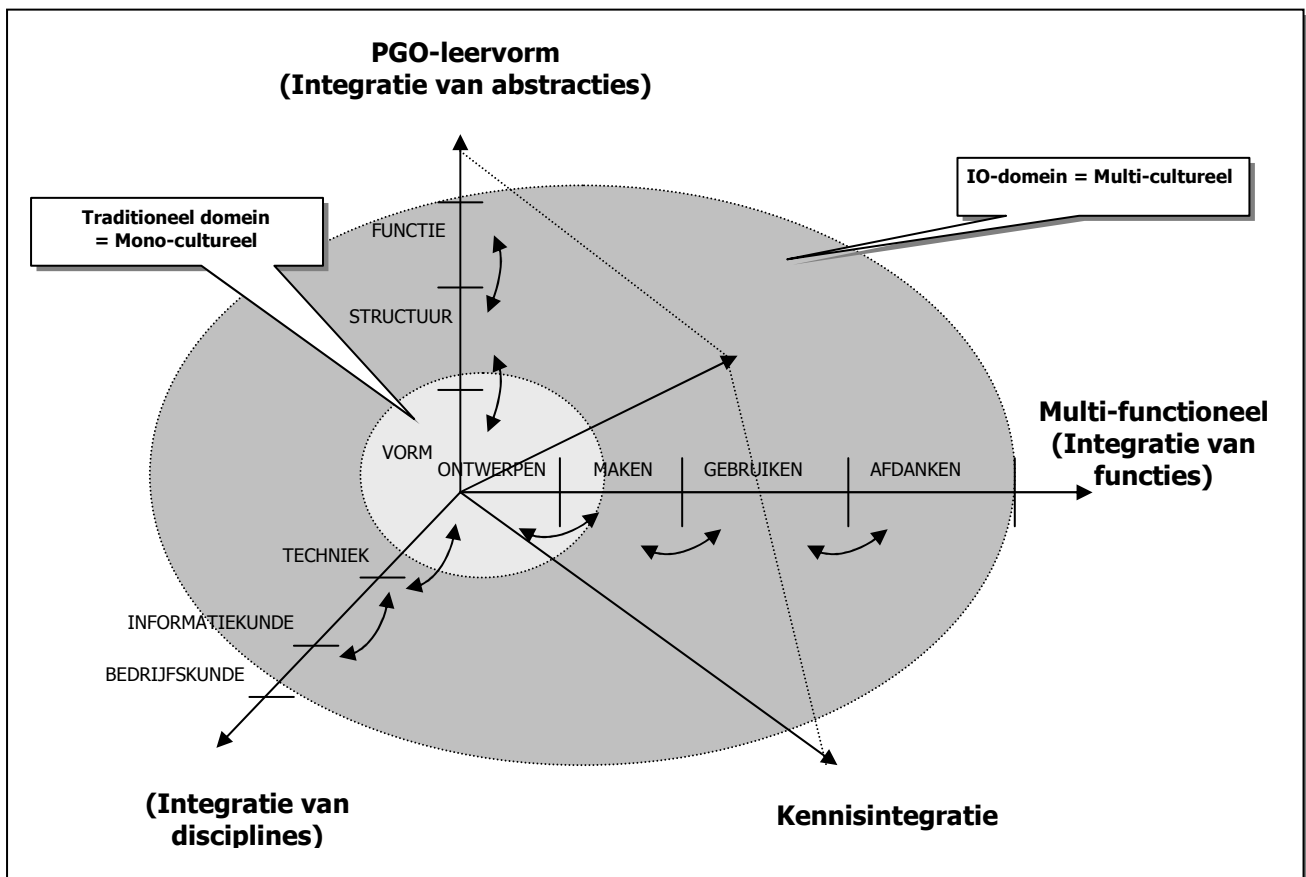 PGO-leervorm
(Integratie van abstracties)
IO-domein = Multi-cultureel
Traditioneel domein
= Mono-cultureel
FUNCTIE
STRUCTUUR
Multi-functioneel
(Integratie van
functies)
VORM
ONTWERPEN
MAKEN
GEBRUIKEN
AFDANKEN
TECHNIEK
INFORMATIEKUNDE
BEDRIJFSKUNDE
(Integratie van
disciplines)
Kennisintegratie